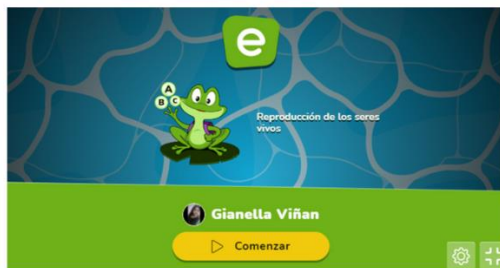 e
A
B C
Reproducción de los seres
vivos
Gianella Viñan
Comenzar